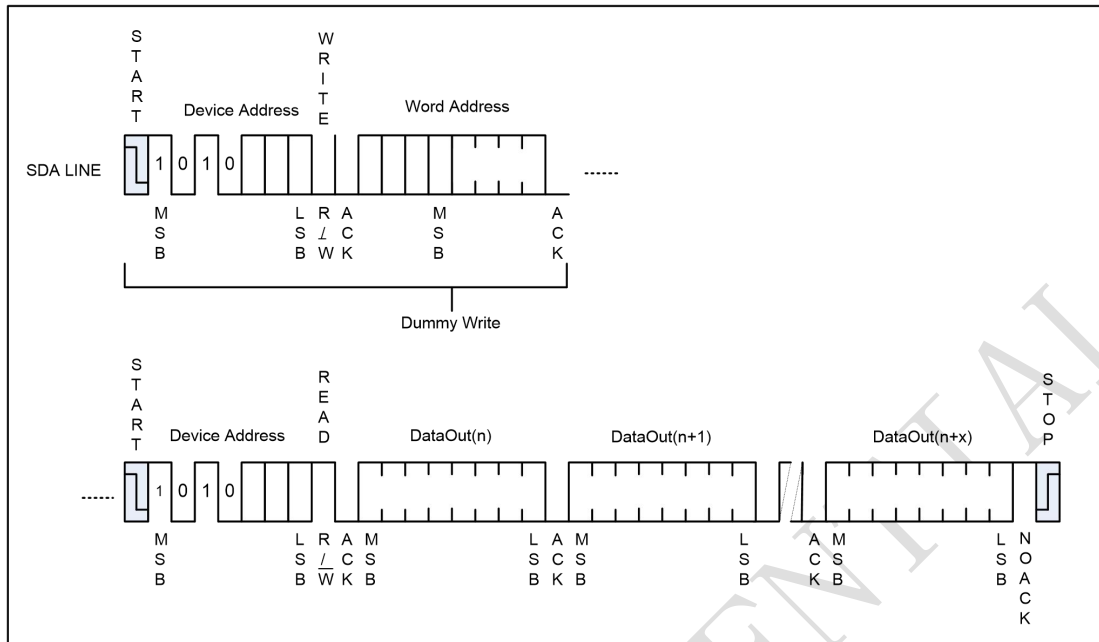 START
WRITE
Device Address
Word Address
SDA LINE
1 0 1 0
MSB
LSB
R/W
ACK
MSB
ACK
Dummy Write
START
READ
STOP
Device Address
DataOut(n)
DataOut(n+1)
DataOut(n+x)
1 0 1 0
MSB
LSB
R/W
ACK
MSB
LSB
ACK
MSB
LSB
ACK
MSB
LSB
NOACK